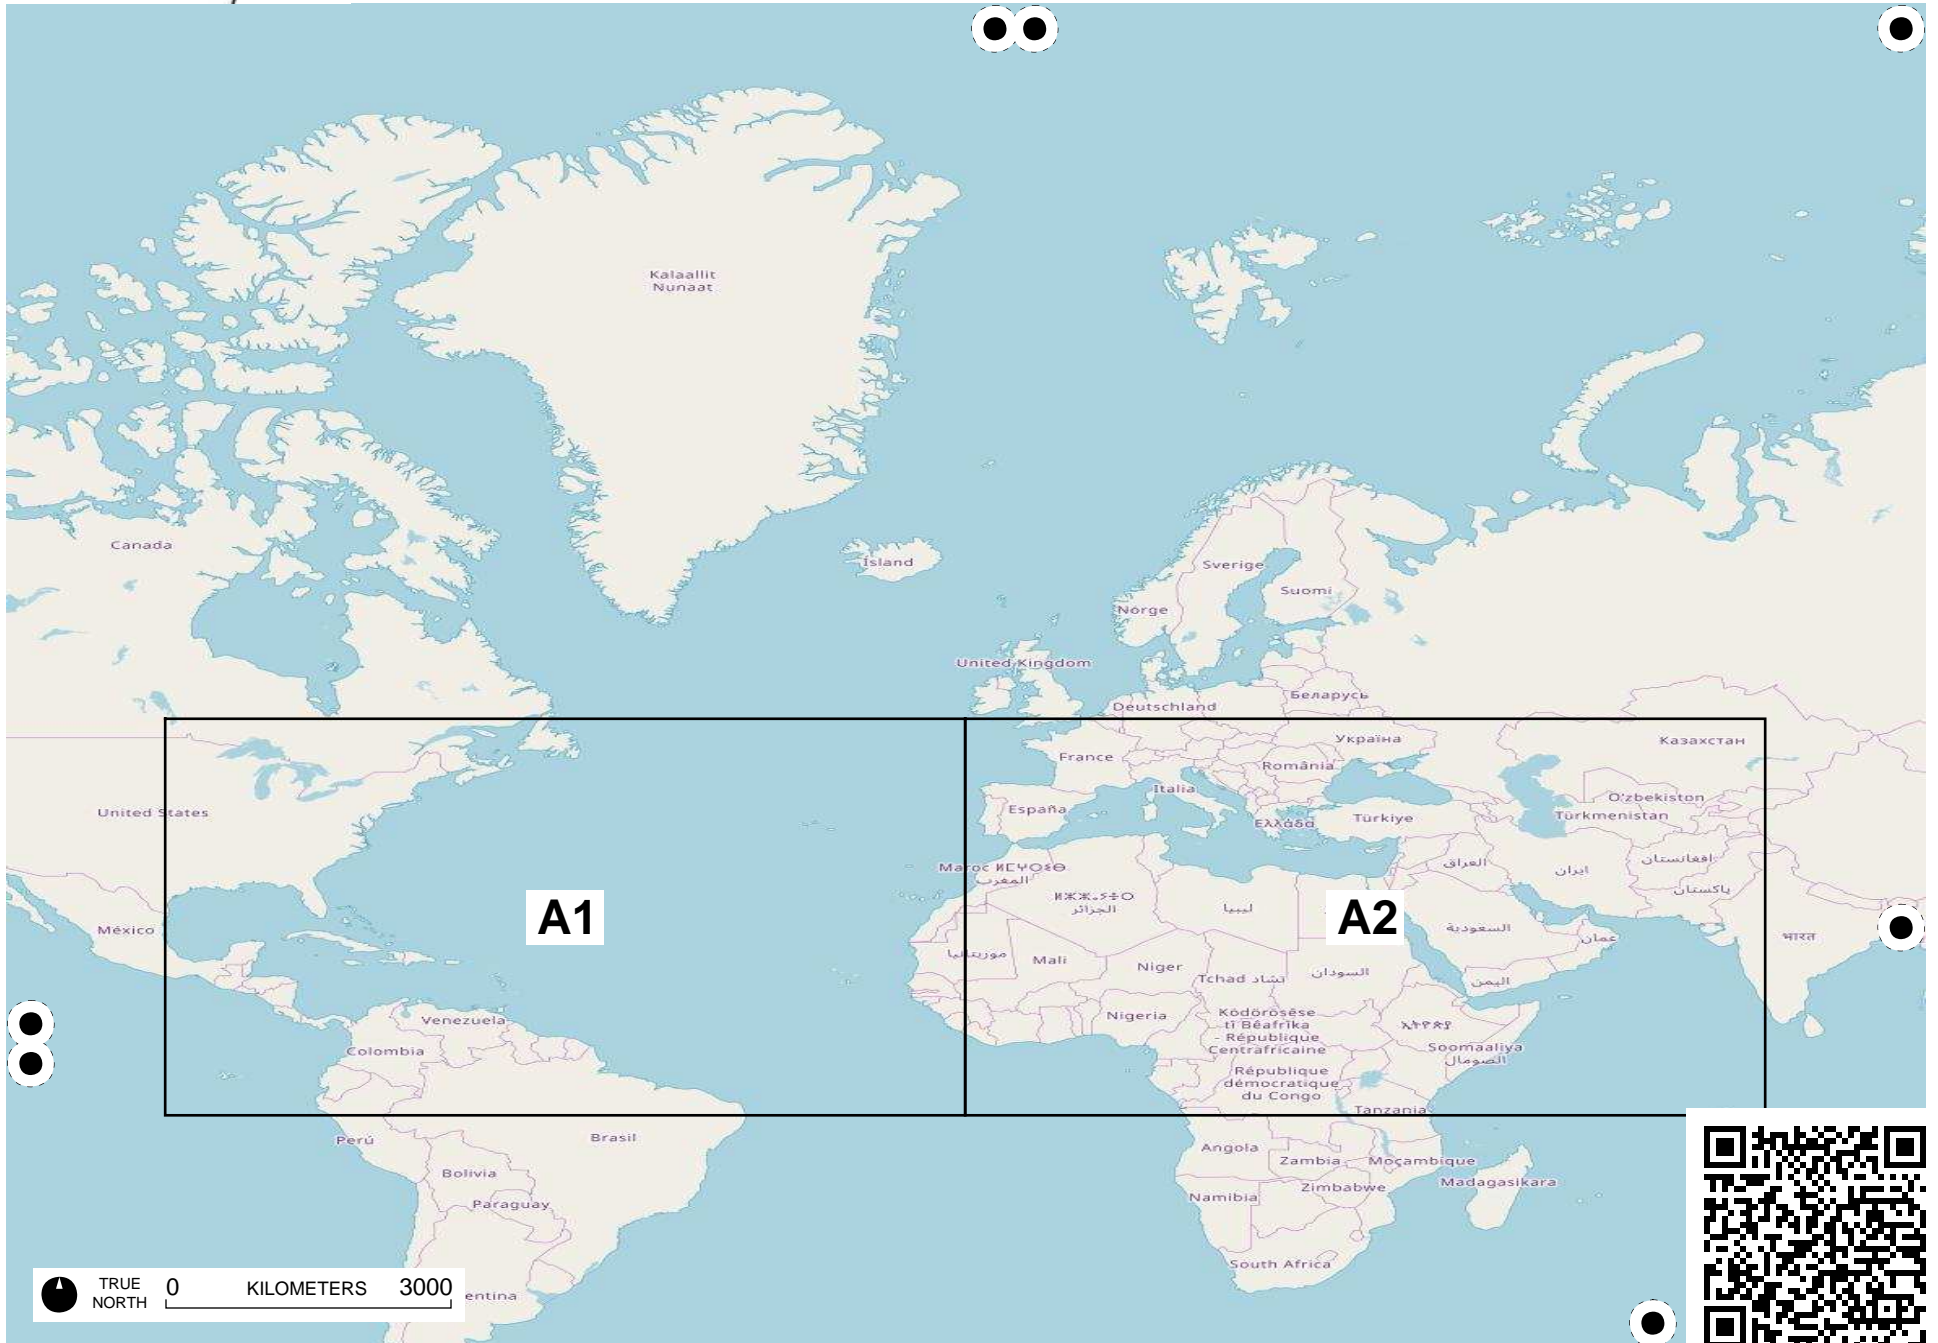 Kalaallit
Nunaat
Canada
Ísland
Sverige
Suomi
Norge
United Kingdom
Беларусь
Deutschland
Україна
Казахстан
France
România
Italia
O'zbekiston
España
Ελλάδα
Türkiye
Türkmenistan
United States
Maroc ⵍⵎⵖⵔⵉⴱ
المغرب
العراق
ایران
افغانستان
پاکستان
ⵍⵣⵣⴰⵢⵔ
الجزائر
ليبيا
A1
A2
México
السعودية
عمان
भारत
موريتانيا
Mali
Niger
Tchad تشاد
السودان
اليمن
Venezuela
Nigeria
Ködörösêse
tî Bêafrîka
- République
Centrafricaine
ኢትዮጵያ
Colombia
Soomaaliya
الصومال
République
démocratique
du Congo
Tanzania
Perú
Brasil
Angola
Zambia
Moçambique
Bolivia
Madagasikara
Zimbabwe
Namibia
Paraguay
South Africa
entina
TRUE
NORTH
0 KILOMETERS 3000